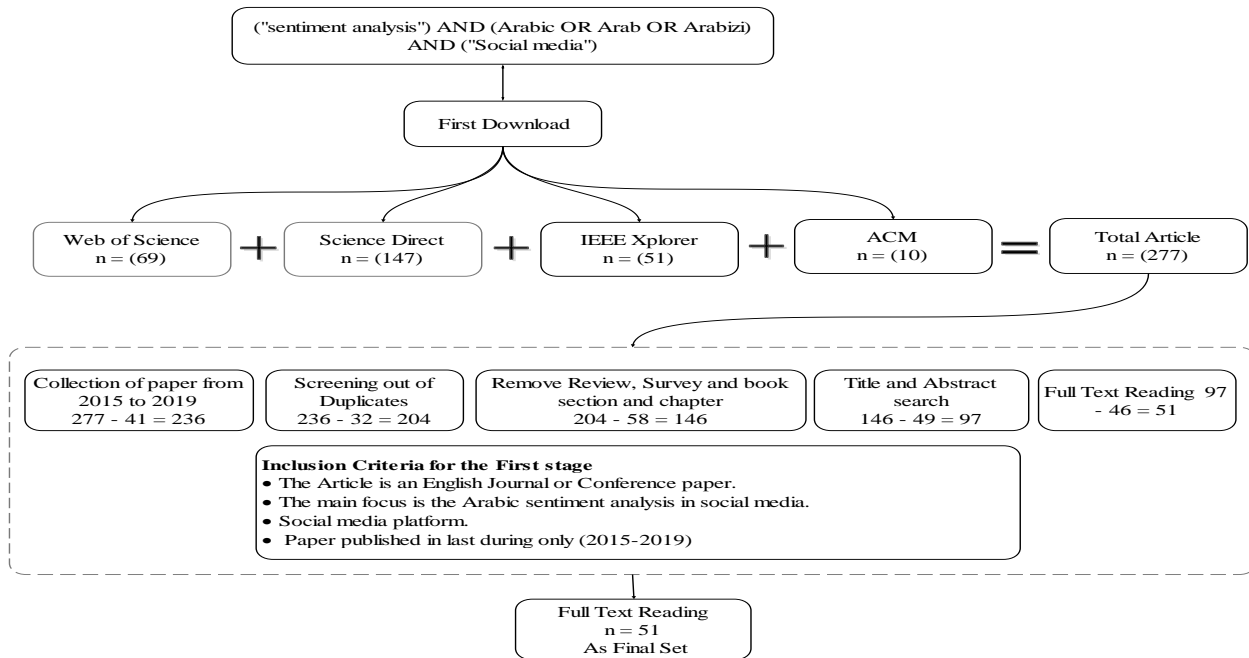 ("sentiment analysis") AND (Arabic OR Arab OR Arabizi)
AND ("Social media")
First Download
Web of Science
n = (69)
+
Science Direct
n = (147)
+
IEEE Xplorer
n = (51)
+
ACM
n = (10)
=
Total Article
n = (277)
Collection of paper from
2015 to 2019
277 - 41 = 236
Screening out of
Duplicates
236 - 32 = 204
Remove Review, Survey and book
section and chapter
204 - 58 = 146
Title and Abstract
search
146 - 49 = 97
Full Text Reading 97
- 46 = 51
Inclusion Criteria for the First stage
● The Article is an English Journal or Conference paper.
● The main focus is the Arabic sentiment analysis in social media.
● Social media platform.
● Paper published in last during only (2015-2019)
Full Text Reading
n = 51
As Final Set